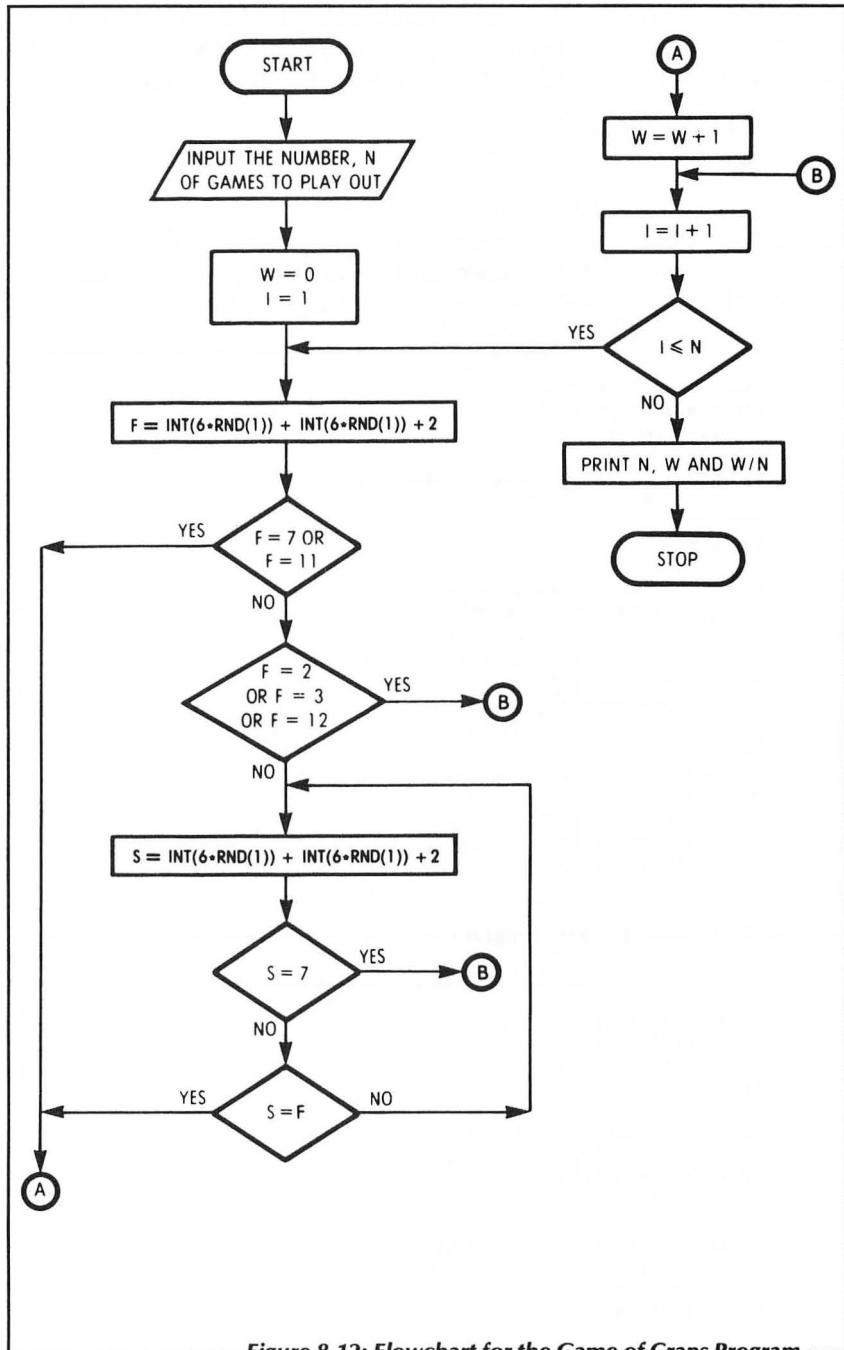 START
INPUT THE NUMBER, N
OF GAMES TO PLAY OUT
W = 0
I = 1
F = INT(6*RND(1)) + INT(6*RND(1)) + 2
YES
F = 7 OR
F = 11
NO
F = 2
OR F = 3
OR F = 12
YES
B
NO
S = INT(6*RND(1)) + INT(6*RND(1)) + 2
S = 7
YES
B
NO
YES
S = F
NO
A
A
W = W + 1
B
I = I + 1
YES
I ⩽ N
NO
PRINT N, W AND W/N
STOP
Figure 8-12: Flowchart for the Game of Craps Program